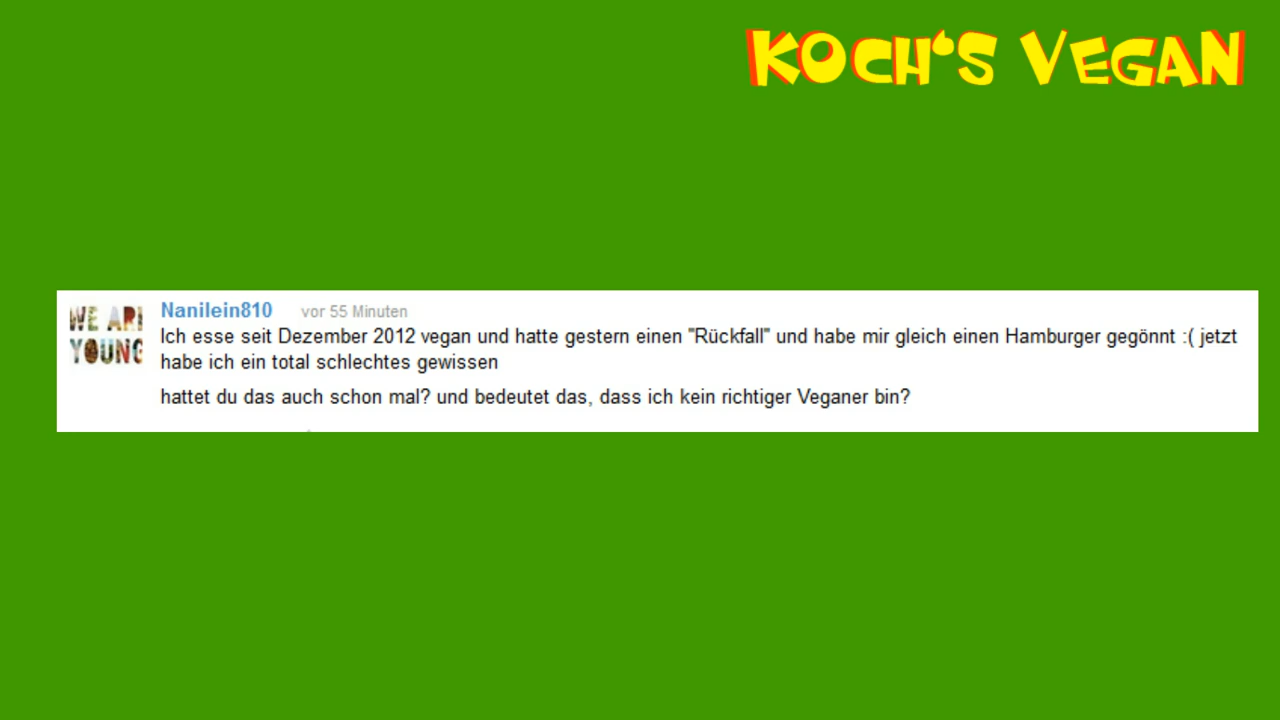 KOCH'S VEGAN
WE ARE
YOUNG
Nanilein810 vor 55 Minuten
Ich esse seit Dezember 2012 vegan und hatte gestern einen "Rückfall" und habe mir gleich einen Hamburger gegönnt :( jetzt
habe ich ein total schlechtes gewissen
hattet du das auch schon mal? und bedeutet das, dass ich kein richtiger Veganer bin?